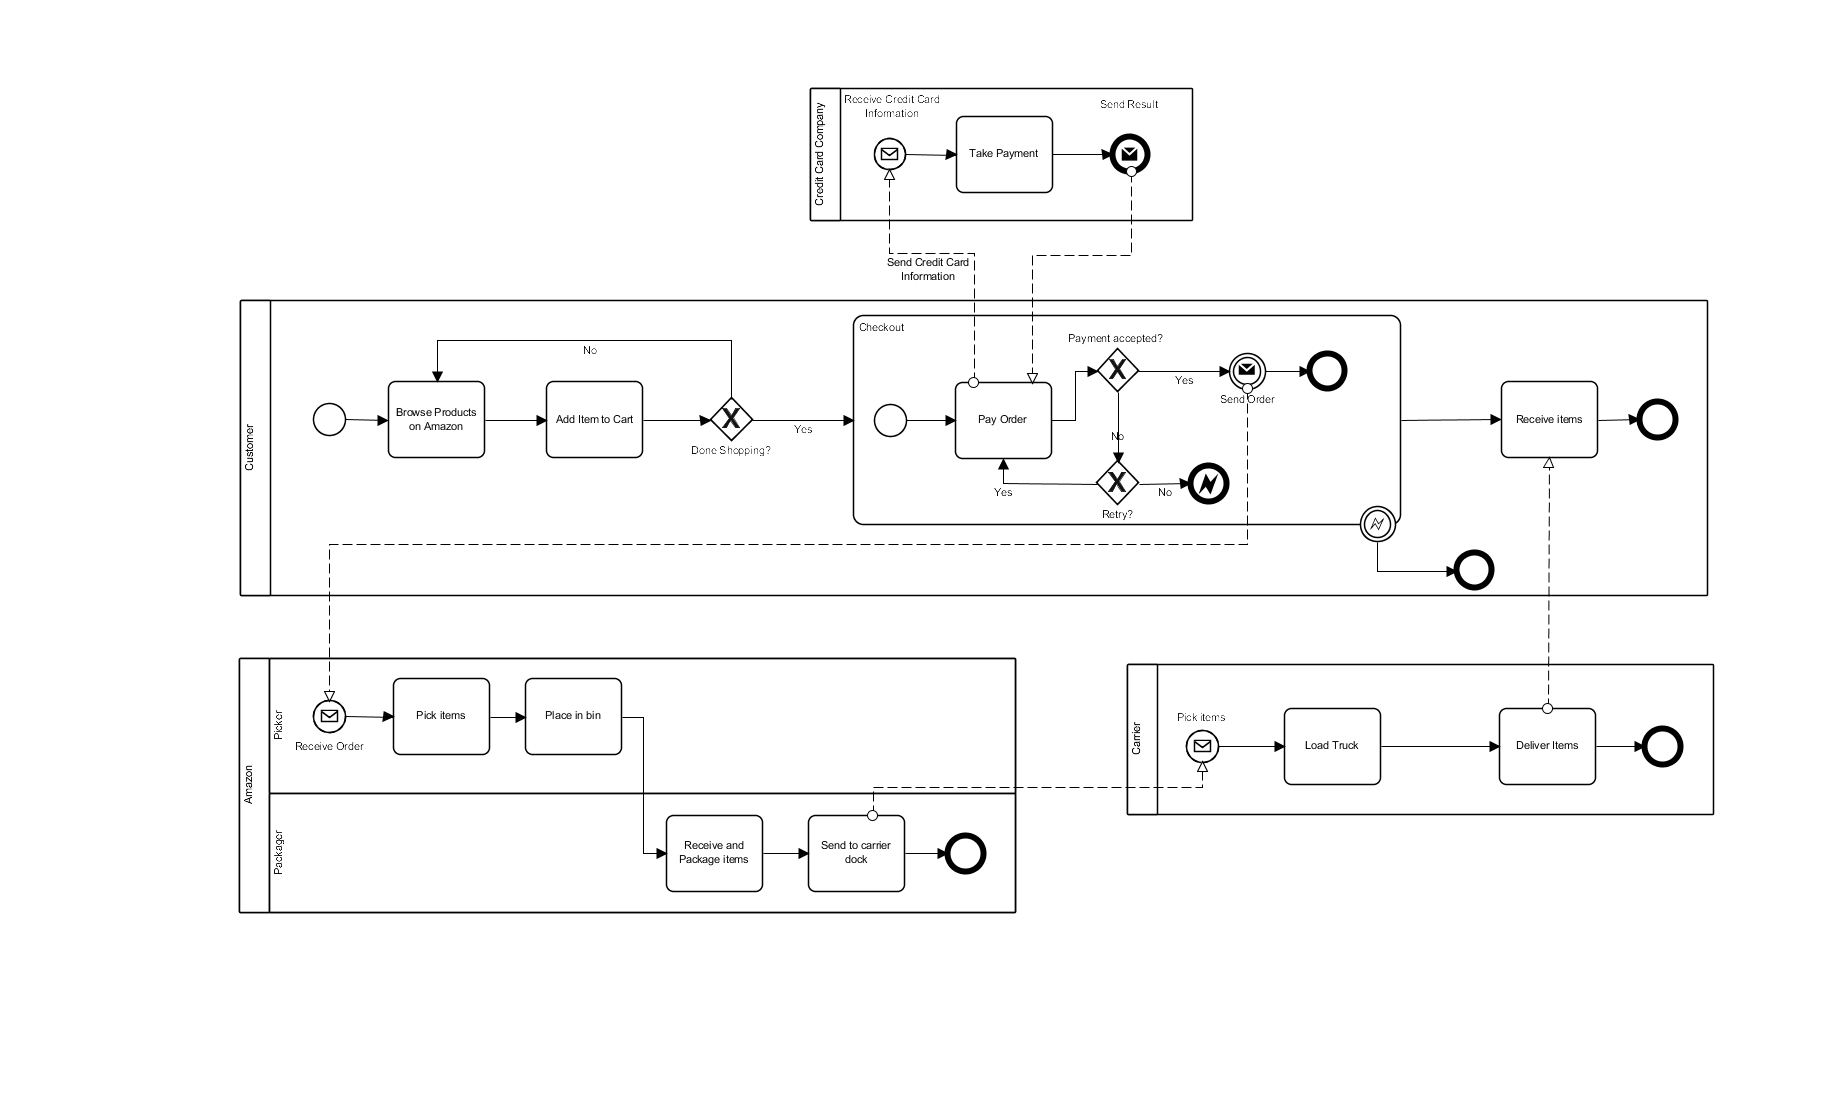 Credit Card Company
Receive Credit Card
Information
Take Payment
Send Result
Send Credit Card
Information
Customer
Browse Products
on Amazon
Add Item to Cart
No
Done Shopping?
Yes
Checkout
Pay Order
Payment accepted?
Yes
Send Order
No
Yes
Retry?
No
Receive items
Amazon
Picker
Receive Order
Pick items
Place in bin
Packager
Receive and
Package items
Send to carrier
dock
Carrier
Pick items
Load Truck
Deliver Items